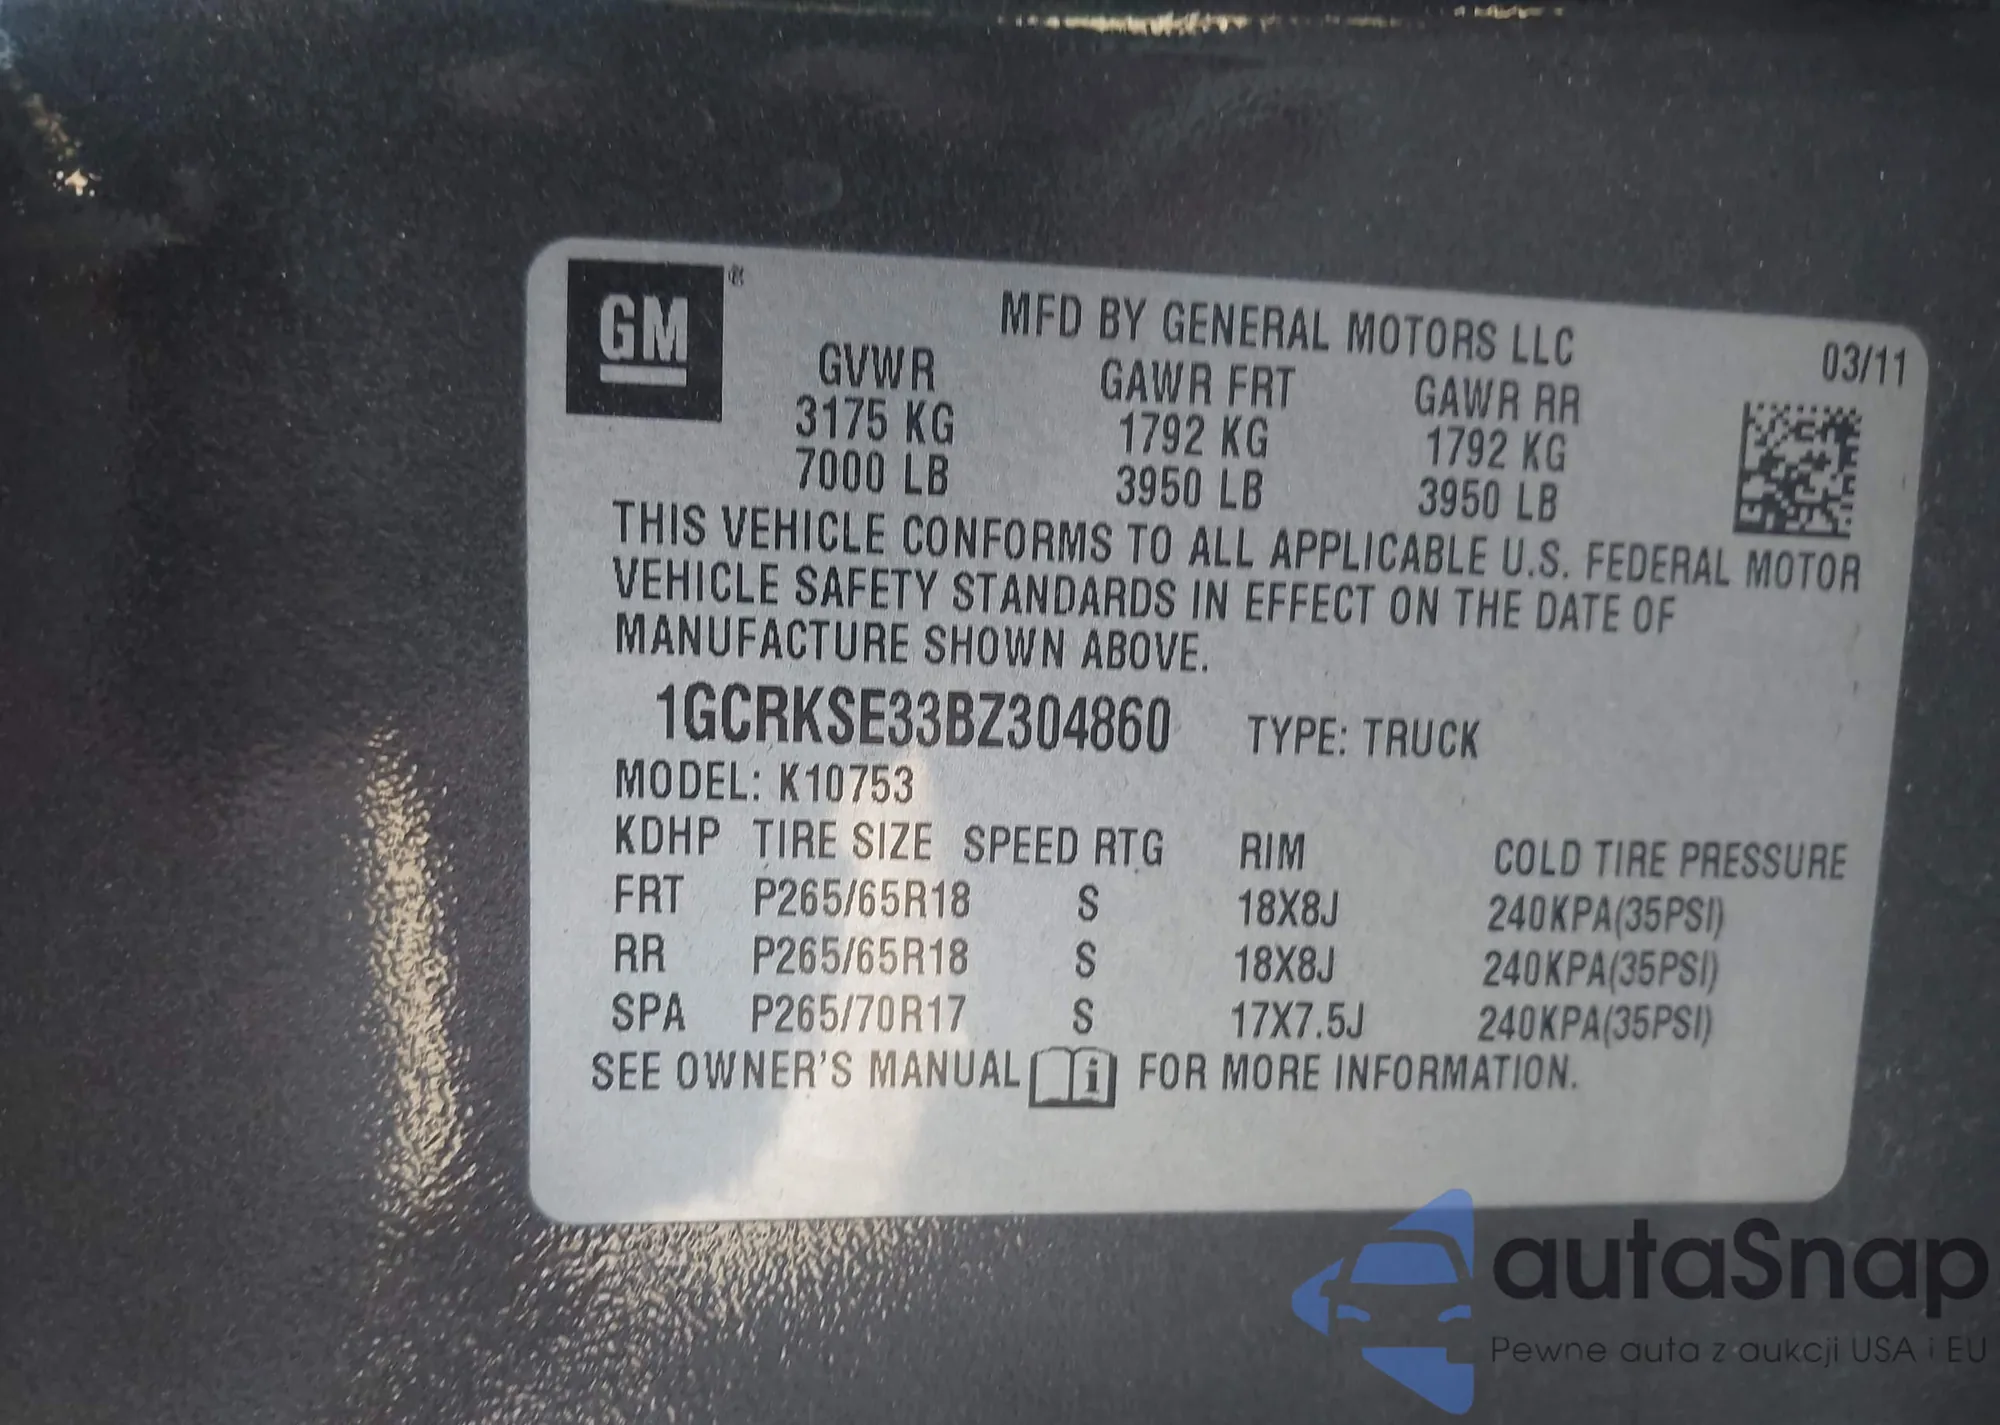 GM®
MFD BY GENERAL MOTORS LLC 03/11
GVWR GAWR FRT GAWR RR
3175 KG 1792 KG 1792 KG
7000 LB 3950 LB 3950 LB
THIS VEHICLE CONFORMS TO ALL APPLICABLE U.S. FEDERAL MOTOR
VEHICLE SAFETY STANDARDS IN EFFECT ON THE DATE OF
MANUFACTURE SHOWN ABOVE.
1GCRKSE33BZ304860 TYPE: TRUCK
MODEL: K10753
KDHP TIRE SIZE SPEED RTG RIM COLD TIRE PRESSURE
FRT P265/65R18 S 18X8J 240KPA(35PSI)
RR P265/65R18 S 18X8J 240KPA(35PSI)
SPA P265/70R17 S 17X7.5J 240KPA(35PSI)
SEE OWNER'S MANUAL i FOR MORE INFORMATION.
autaSnap
Pewne auta z aukcji USA i EU